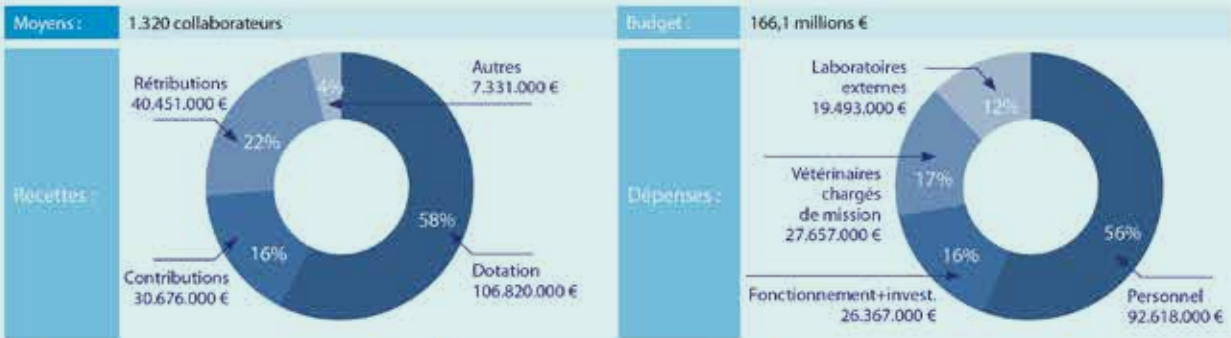 Moyens :
1.320 collaborateurs
Budget :
166,1 millions €
Recettes :
Rétributions
40.451.000 €
Autres
7.331.000 €
4%
22%
58%
16%
Contributions
30.676.000 €
Dotation
106.820.000 €
Dépenses :
Laboratoires
externes
19.493.000 €
12%
Vétérinaires
chargés
de mission
27.657.000 €
17%
56%
16%
Fonctionnement+invest.
26.367.000 €
Personnel
92.618.000 €